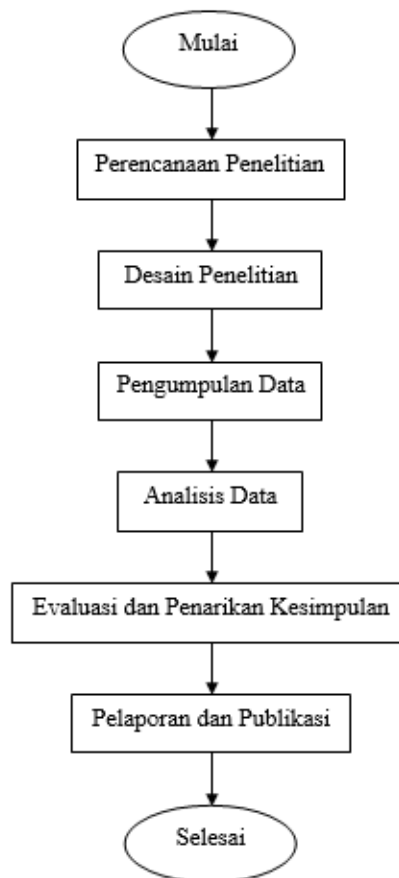 Mulai
Perencanaan Penelitian
Desain Penelitian
Pengumpulan Data
Analisis Data
Evaluasi dan Penarikan Kesimpulan
Pelaporan dan Publikasi
Selesai